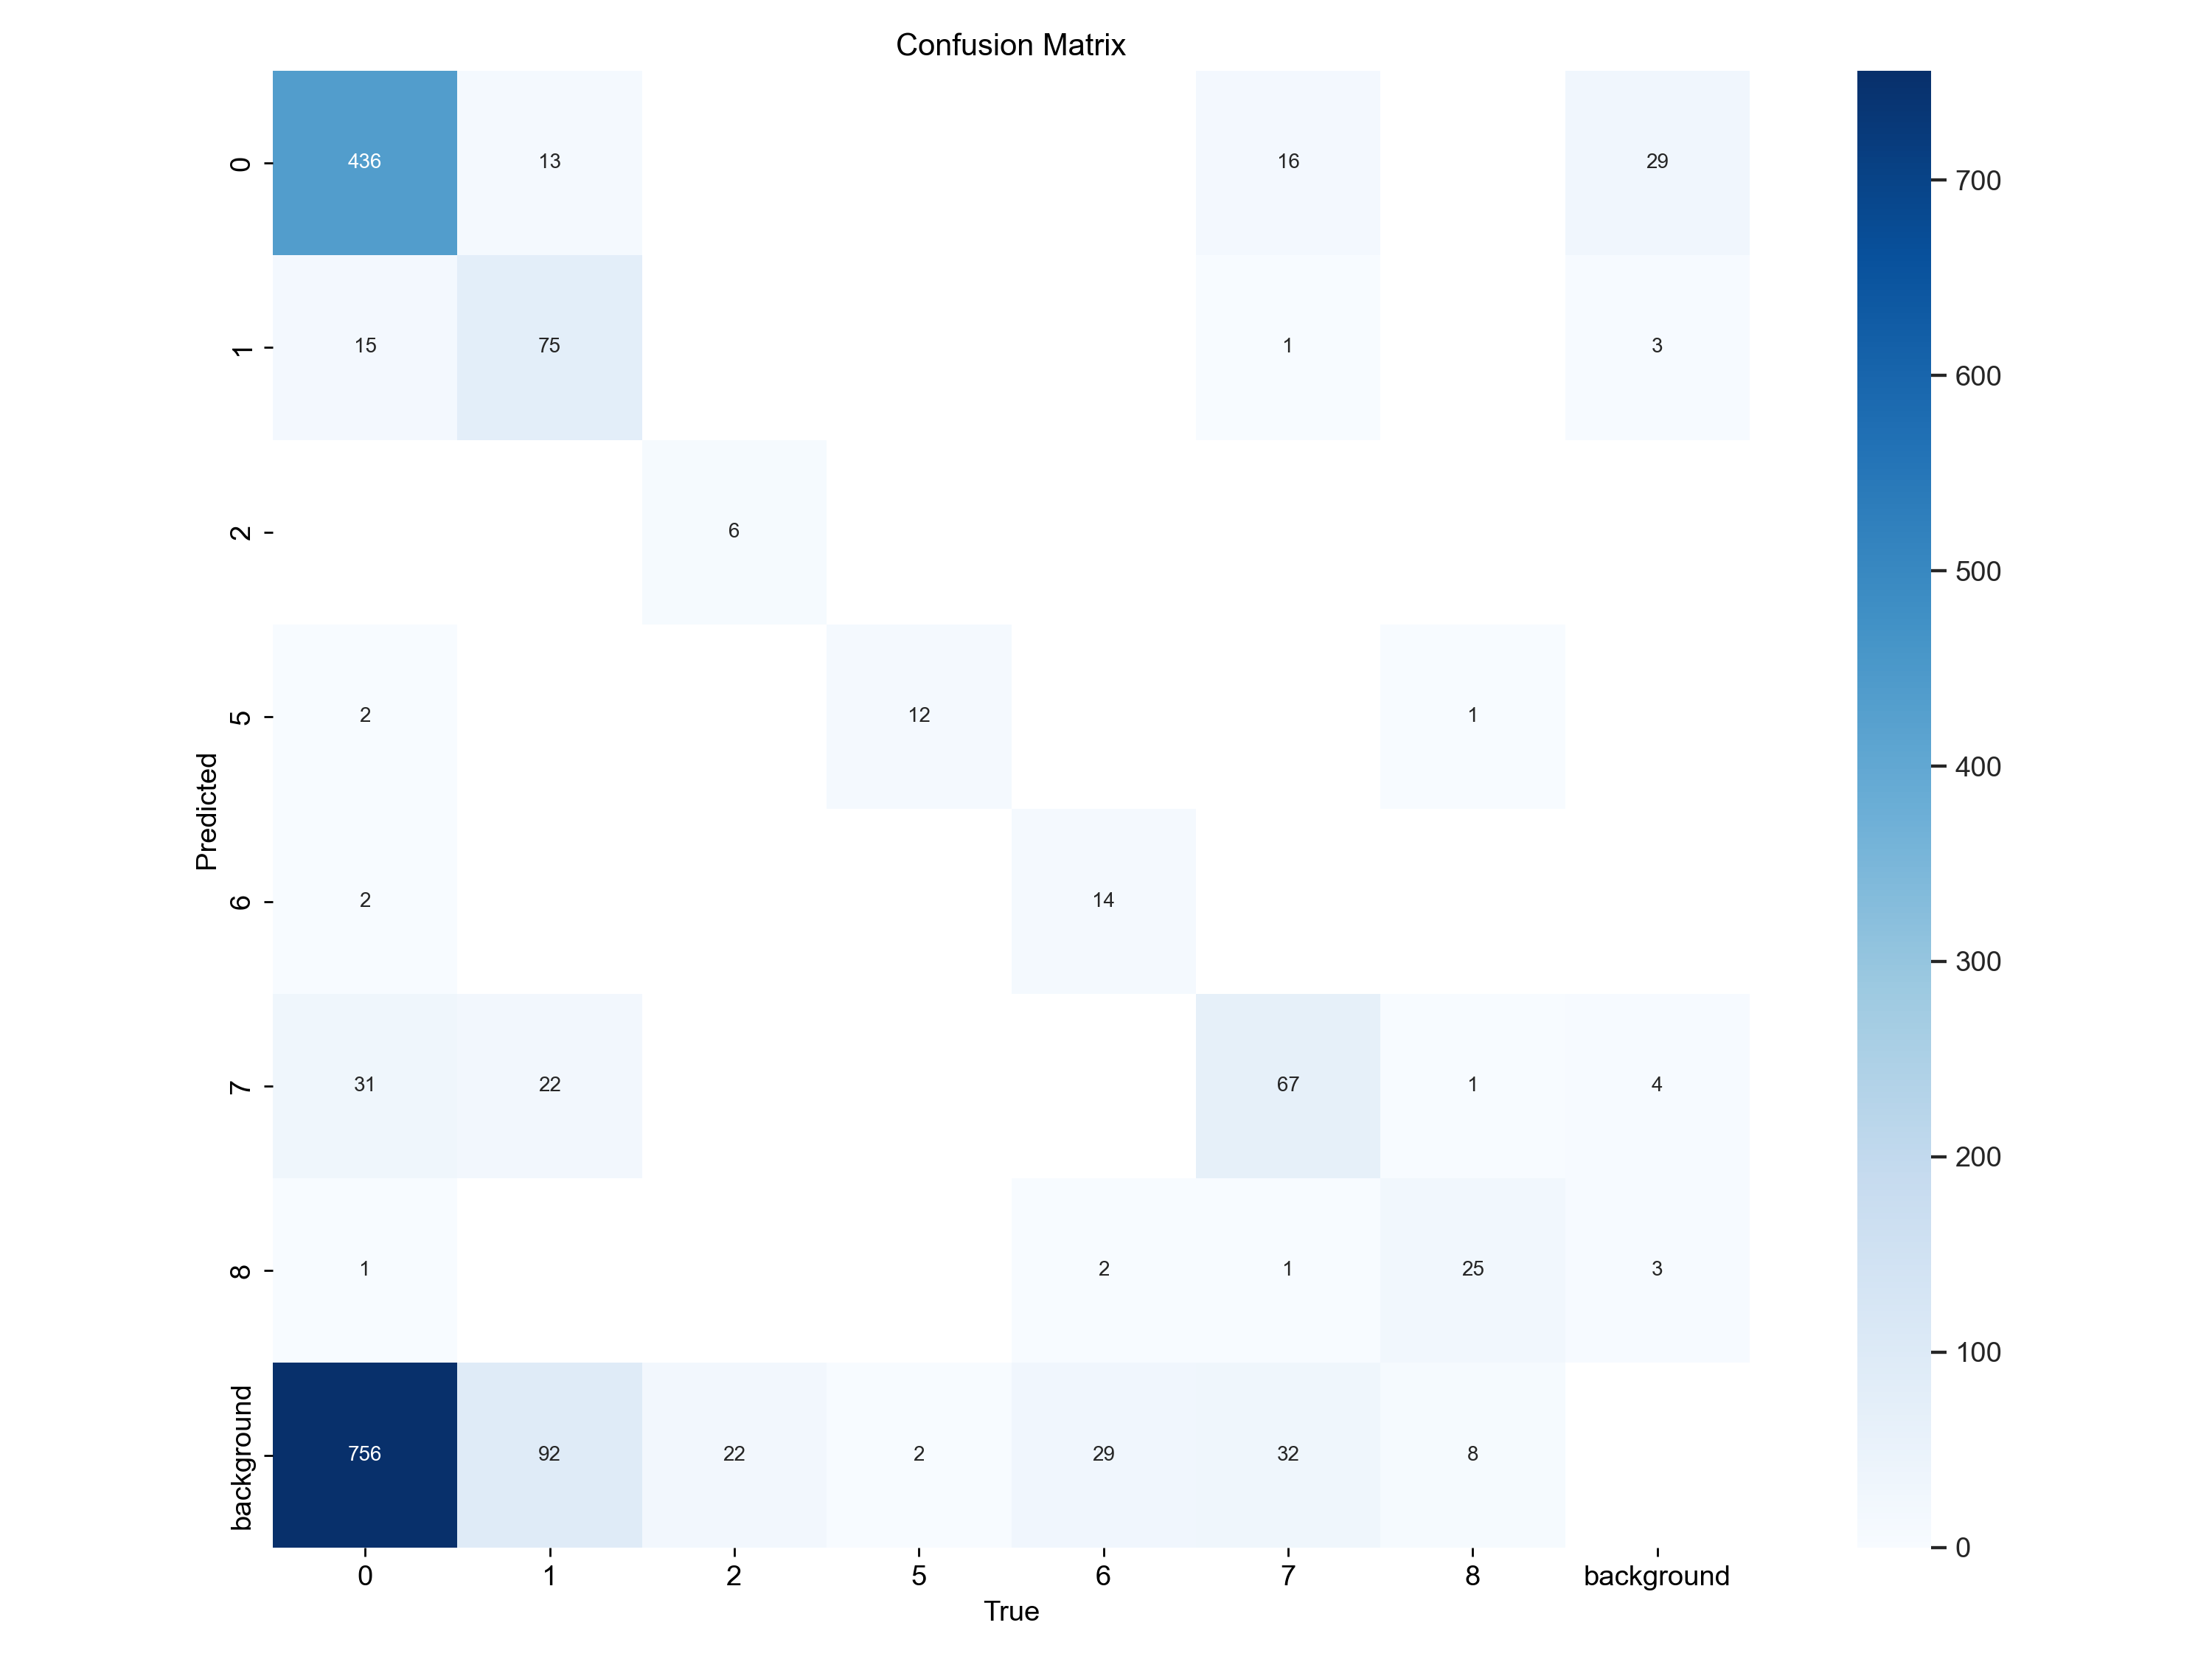 Confusion Matrix
0 436 13 16 29
1 15 75 1 3
2 6
5 2 12 1
6 2 14
7 31 22 67 1 4
8 1 2 1 25 3
background 756 92 22 2 29 32 8
0 1 2 5 6 7 8 background
True
Predicted
700
600
500
400
300
200
100
0